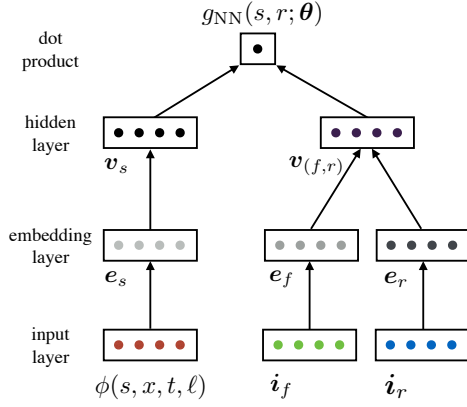 g_NN(s, r; θ)
dot
product
hidden
layer
v_s
v_(f,r)
embedding
layer
e_s
e_f
e_r
input
layer
ϕ(s, x, t, ℓ)
i_f
i_r